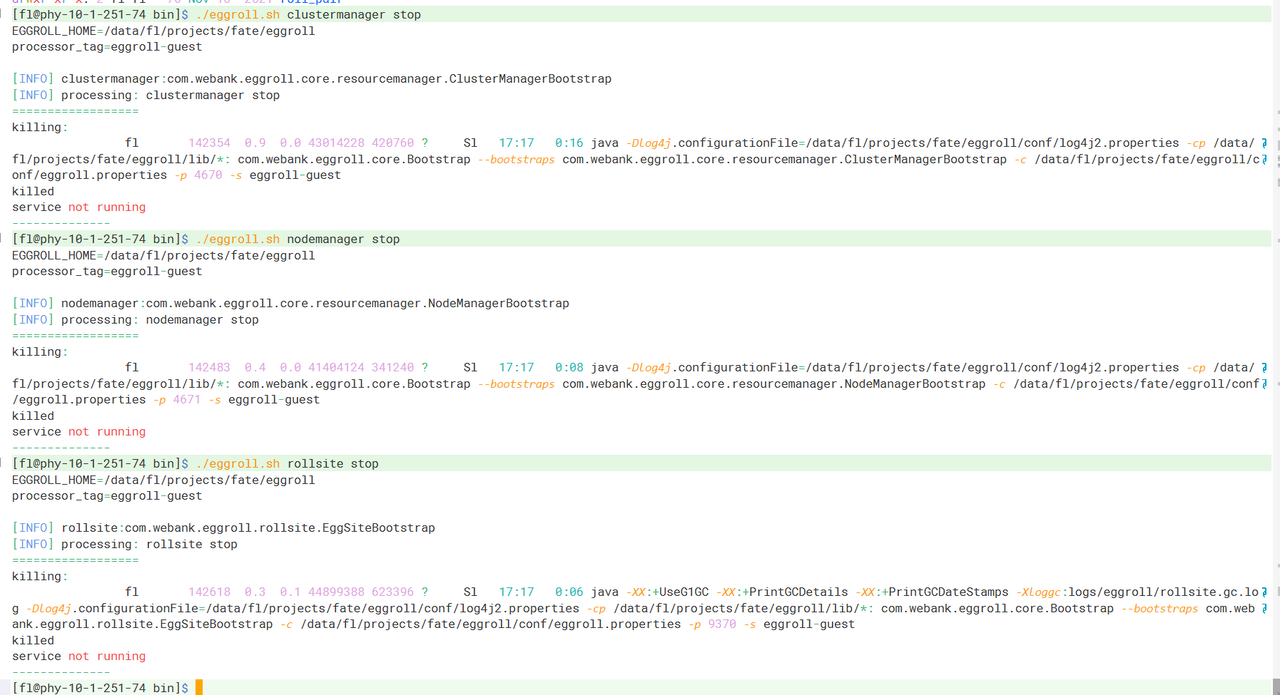 [fl@phy-10-1-251-74 bin]$ ./eggroll.sh clustermanager stop
EGGROLL_HOME=/data/fl/projects/fate/eggroll
processor_tag=eggroll-guest
[INFO] clustermanager:com.webank.eggroll.core.resourcemanager.ClusterManagerBootstrap
[INFO] processing: clustermanager stop
==================
killing:
fl 142354 0.9 0.0 43014228 420760 ? Sl 17:17 0:16 java -Dlog4j.configurationFile=/data/fl/projects/fate/eggroll/conf/log4j2.properties -cp /data/
fl/projects/fate/eggroll/lib/*: com.webank.eggroll.core.Bootstrap --bootstraps com.webank.eggroll.core.resourcemanager.ClusterManagerBootstrap -c /data/fl/projects/fate/eggroll/c
onf/eggroll.properties -p 4670 -s eggroll-guest
killed
service not running
--------------
[fl@phy-10-1-251-74 bin]$ ./eggroll.sh nodemanager stop
EGGROLL_HOME=/data/fl/projects/fate/eggroll
processor_tag=eggroll-guest
[INFO] nodemanager:com.webank.eggroll.core.resourcemanager.NodeManagerBootstrap
[INFO] processing: nodemanager stop
==================
killing:
fl 142483 0.4 0.0 41404124 341240 ? Sl 17:17 0:08 java -Dlog4j.configurationFile=/data/fl/projects/fate/eggroll/conf/log4j2.properties -cp /data/
fl/projects/fate/eggroll/lib/*: com.webank.eggroll.core.Bootstrap --bootstraps com.webank.eggroll.core.resourcemanager.NodeManagerBootstrap -c /data/fl/projects/fate/eggroll/conf
/eggroll.properties -p 4671 -s eggroll-guest
killed
service not running
--------------
[fl@phy-10-1-251-74 bin]$ ./eggroll.sh rollsite stop
EGGROLL_HOME=/data/fl/projects/fate/eggroll
processor_tag=eggroll-guest
[INFO] rollsite:com.webank.eggroll.rollsite.EggSiteBootstrap
[INFO] processing: rollsite stop
==================
killing:
fl 142618 0.3 0.1 44899388 623396 ? Sl 17:17 0:06 java -XX:+UseG1GC -XX:+PrintGCDetails -XX:+PrintGCDateStamps -Xloggc:logs/eggroll/rollsite.gc.lo
g -Dlog4j.configurationFile=/data/fl/projects/fate/eggroll/conf/log4j2.properties -cp /data/fl/projects/fate/eggroll/lib/*: com.webank.eggroll.core.Bootstrap --bootstraps com.web
ank.eggroll.rollsite.EggSiteBootstrap -c /data/fl/projects/fate/eggroll/conf/eggroll.properties -p 9370 -s eggroll-guest
killed
service not running
--------------
[fl@phy-10-1-251-74 bin]$